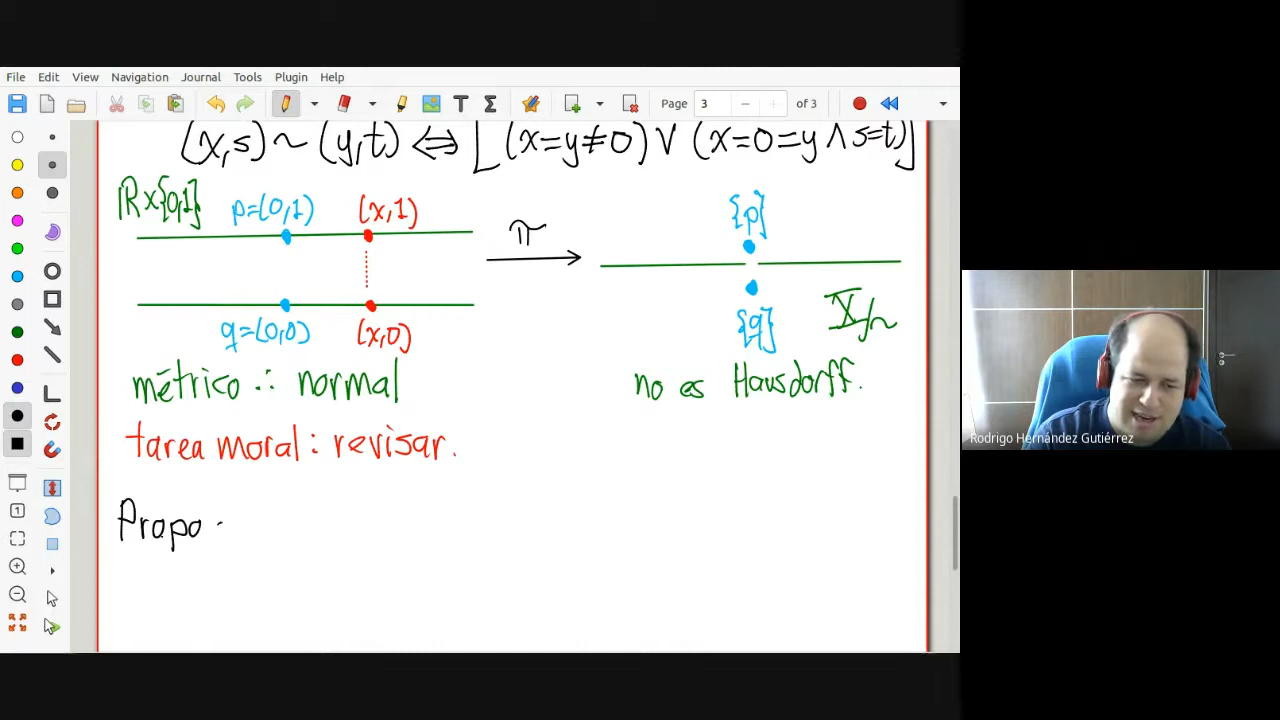 File Edit View Navigation Journal Tools Plugin Help
Page 3 of 3
(x,s) ~ (y,t) ⟺ [(x=y≠0) ∨ (x=0=y ∧ s=t)]
ℝ×{0,1} p=(0,1) (x,1) π {p}
q=(0,0) (x,0) {q} X/~
métrico ∴ normal no es Hausdorff.
tarea moral: revisar.
Propo
Rodrigo Hernández Gutiérrez